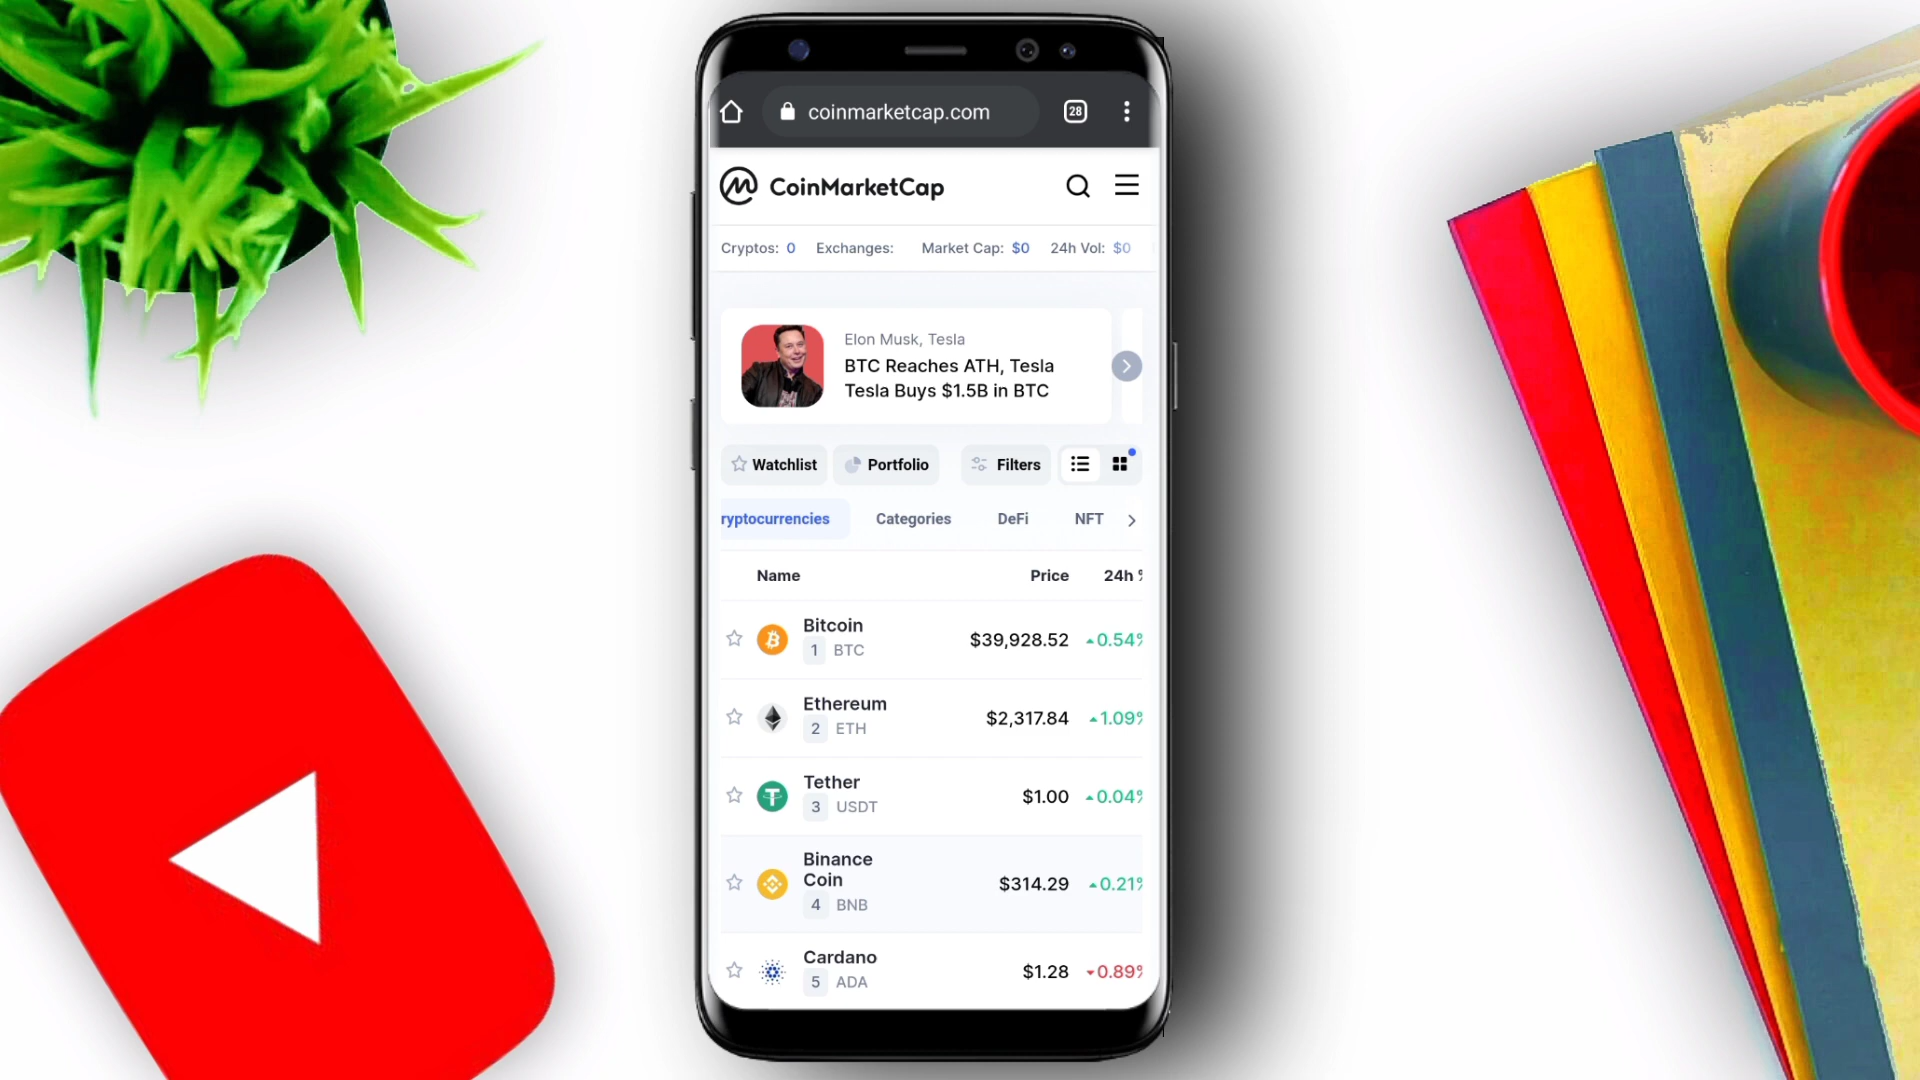 coinmarketcap.com 28
CoinMarketCap
Cryptos: 0 Exchanges: Market Cap: $0 24h Vol: $0
Elon Musk, Tesla
BTC Reaches ATH, Tesla
Tesla Buys $1.5B in BTC
Watchlist Portfolio Filters
ryptocurrencies Categories DeFi NFT
Name Price 24h %
Bitcoin
1 BTC $39,928.52 0.54%
Ethereum
2 ETH $2,317.84 1.09%
Tether
3 USDT $1.00 0.04%
Binance
Coin
4 BNB $314.29 0.21%
Cardano
5 ADA $1.28 0.89%